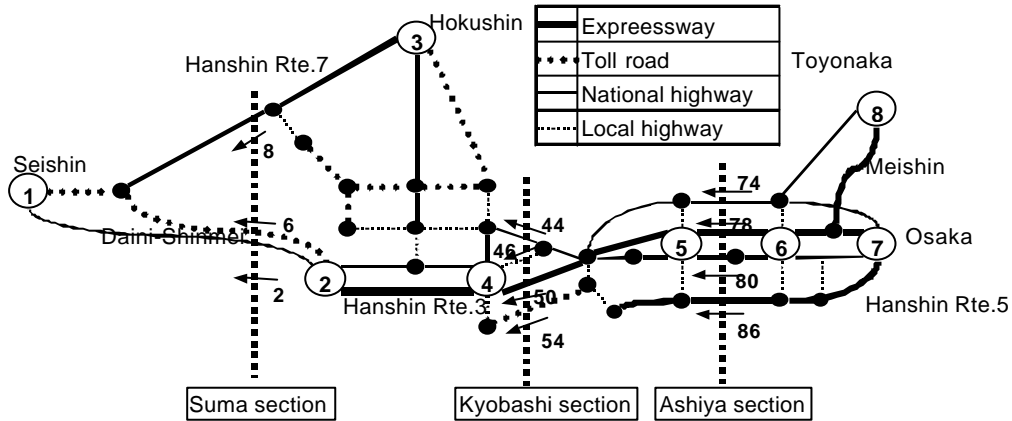 Hokushin
3
Expreessway
Toll road
National highway
Local highway
Hanshin Rte.7
Toyonaka
8
8
Meishin
Seishin
1
74
6
44
78
Daini-Shinmei
46
5
6
7
Osaka
2
4
2
50
80
Hanshin Rte.3
Hanshin Rte.5
54
86
Suma section
Kyobashi section
Ashiya section